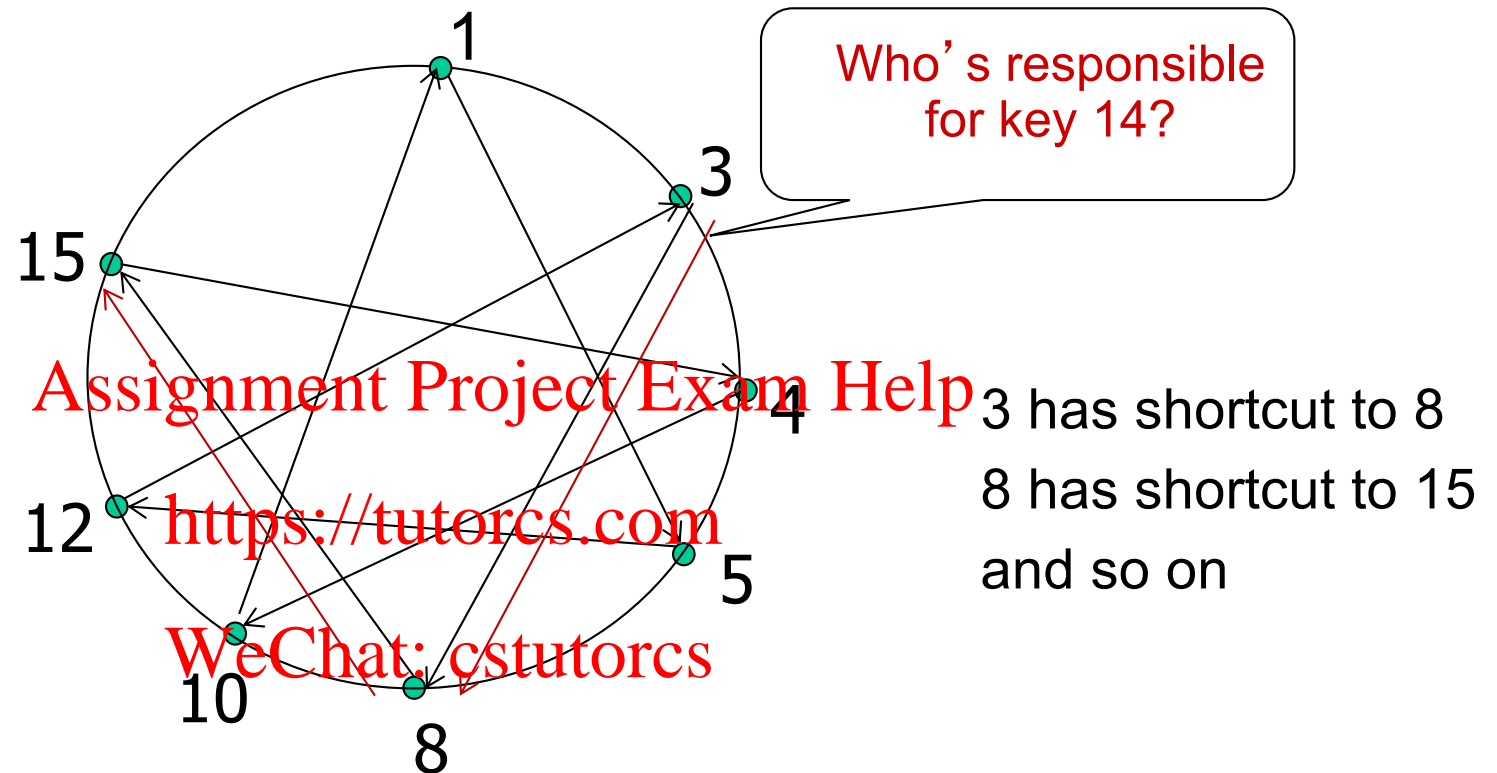 1
Who’s responsible
for key 14?
3
15
Assignment Project Exam Help
4
3 has shortcut to 8
8 has shortcut to 15
and so on
12
https://tutorcs.com
5
WeChat: cstutorcs
10
8